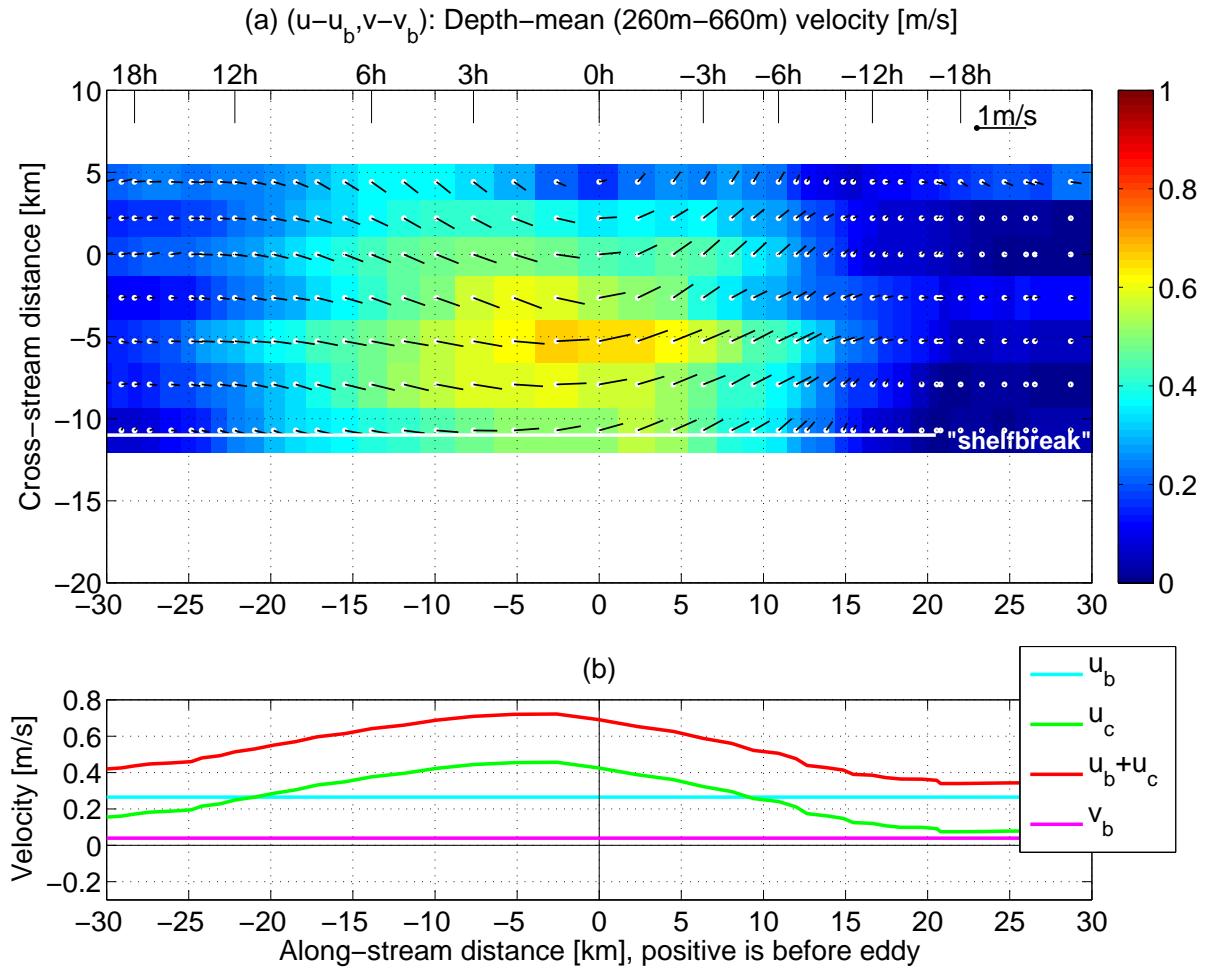 (a) (u−u_b,v−v_b): Depth−mean (260m−660m) velocity [m/s]
18h 12h 6h 3h 0h −3h −6h −12h −18h
1m/s
10
5
0
−5
−10
−15
−20
Cross−stream distance [km]
"shelfbreak"
−30 −25 −20 −15 −10 −5 0 5 10 15 20 25 30
1
0.8
0.6
0.4
0.2
0
(b)
0.8
0.6
0.4
0.2
0
−0.2
Velocity [m/s]
u_b
u_c
u_b+u_c
v_b
−30 −25 −20 −15 −10 −5 0 5 10 15 20 25 30
Along−stream distance [km], positive is before eddy